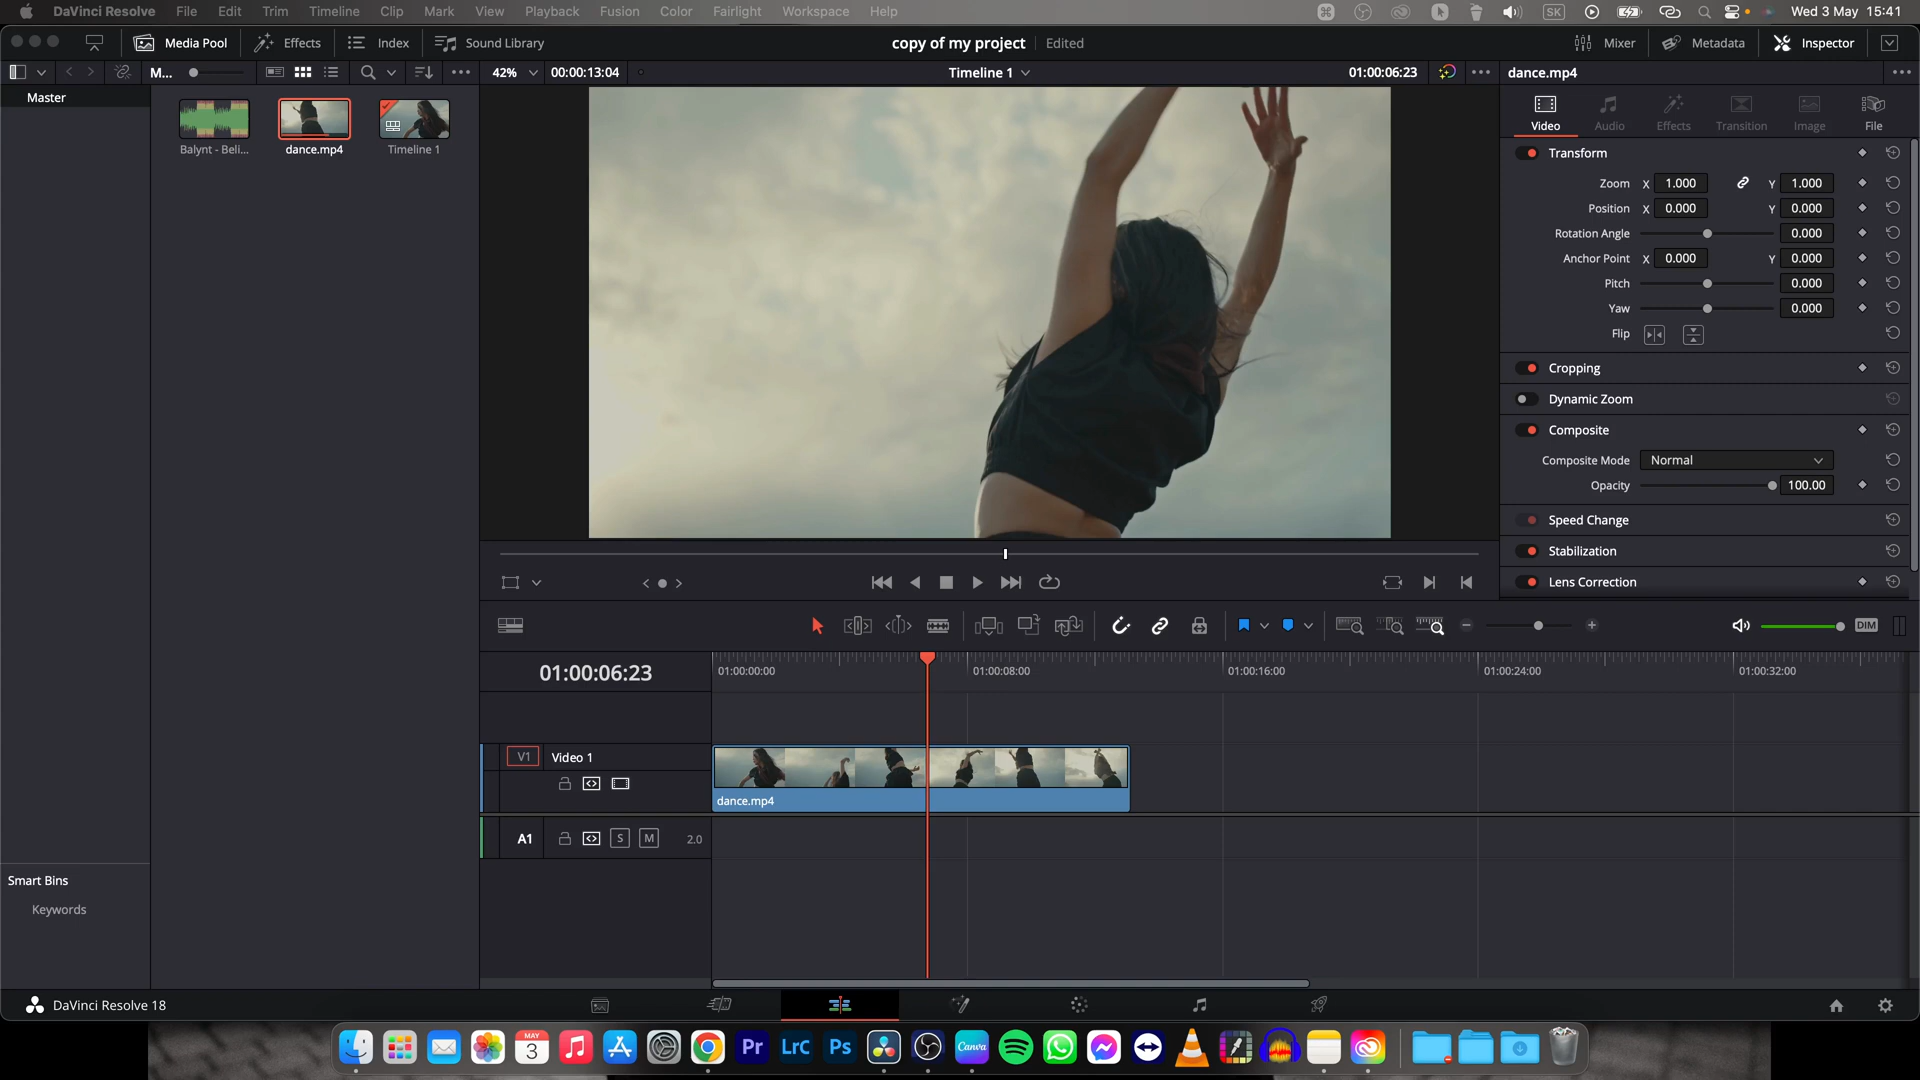 DaVinci Resolve File Edit Trim Timeline Clip Mark View Playback Fusion Color Fairlight Workspace Help SK Wed 3 May 15:41
Media Pool Effects Index Sound Library copy of my project Edited Mixer Metadata Inspector
M... 42% 00:00:13:04 Timeline 1 01:00:06:23 dance.mp4
Master
Balynt - Beli... dance.mp4 Timeline 1
Video Audio Effects Transition Image File
Transform
Zoom X 1.000 Y 1.000
Position X 0.000 Y 0.000
Rotation Angle 0.000
Anchor Point X 0.000 Y 0.000
Pitch 0.000
Yaw 0.000
Flip
Cropping
Dynamic Zoom
Composite
Composite Mode Normal
Opacity 100.00
Speed Change
Stabilization
Lens Correction
DIM
01:00:06:23 01:00:00:00 01:00:08:00 01:00:16:00 01:00:24:00 01:00:32:00
V1 Video 1
dance.mp4
A1 S M 2.0
Smart Bins
Keywords
DaVinci Resolve 18
MAY
3 Pr LrC Ps Canva